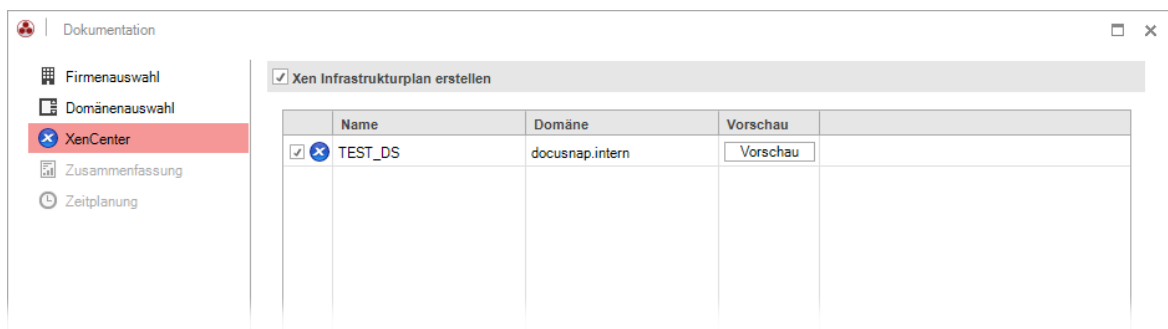 Dokumentation
Firmenauswahl
Domänenauswahl
XenCenter
Zusammenfassung
Zeitplanung
Xen Infrastrukturplan erstellen
Name Domäne Vorschau
TEST_DS docusnap.intern Vorschau